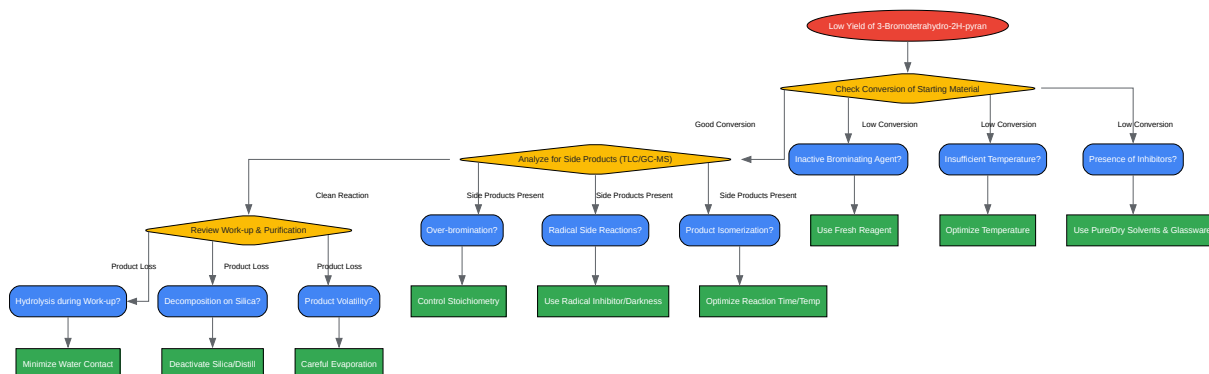 Low Yield of 3-Bromotetrahydro-2H-pyran
Check Conversion of Starting Material
Good Conversion
Low Conversion
Low Conversion
Low Conversion
Analyze for Side Products (TLC/GC-MS)
Inactive Brominating Agent?
Insufficient Temperature?
Presence of Inhibitors?
Clean Reaction
Side Products Present
Side Products Present
Side Products Present
Review Work-up & Purification
Over-bromination?
Radical Side Reactions?
Product Isomerization?
Use Fresh Reagent
Optimize Temperature
Use Pure/Dry Solvents & Glassware
Product Loss
Product Loss
Product Loss
Hydrolysis during Work-up?
Decomposition on Silica?
Product Volatility?
Control Stoichiometry
Use Radical Inhibitor/Darkness
Optimize Reaction Time/Temp
Minimize Water Contact
Deactivate Silica/Distill
Careful Evaporation